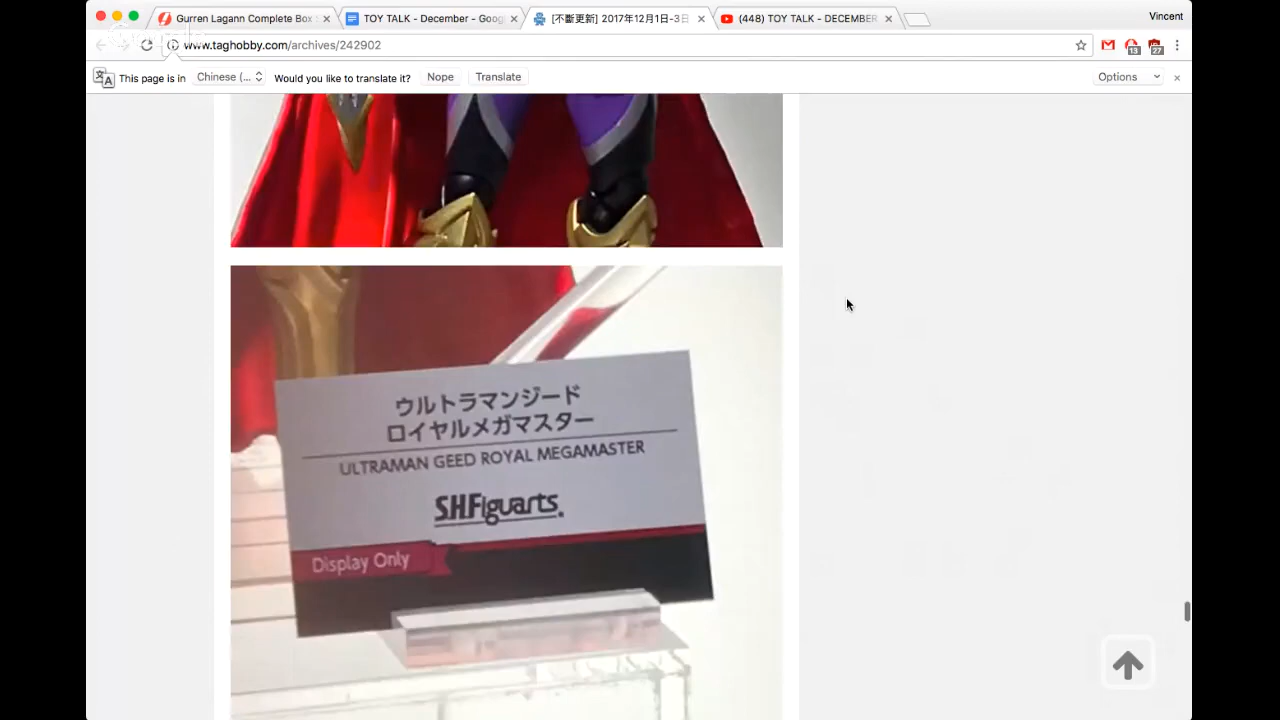 Gurren Lagann Complete Box S
TOY TALK - December - Goog
[不斷更新] 2017年12月1日-3日
(448) TOY TALK - DECEMBER
Vincent
www.taghobby.com/archives/242902
13
27
This page is in
Chinese (...
Would you like to translate it?
Nope
Translate
Options
ウルトラマンジード
ロイヤルメガマスター
ULTRAMAN GEED ROYAL MEGAMASTER
S.H.Figuarts.
Display Only